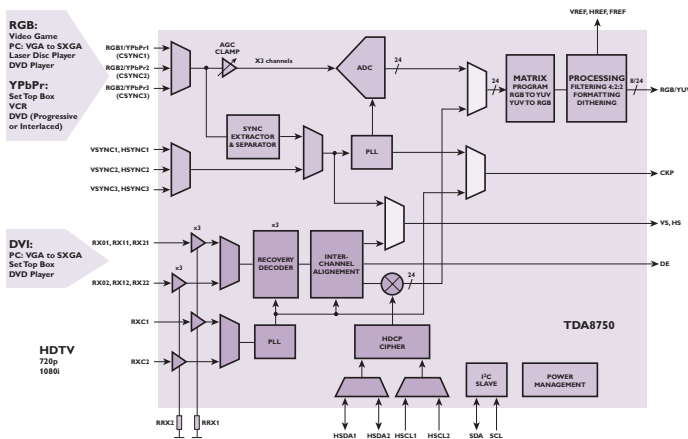 RGB:
Video Game
PC: VGA to SXGA
Laser Disc Player
DVD Player
YPbPr:
Set Top Box
VCR
DVD (Progressive
or Interlaced)
RGB1/YPbPr1
(CSYNC1)
RGB2/YPbPr2
(CSYNC2)
RGB2/YPbPr3
(CSYNC3)
VSYNC1, HSYNC1
VSYNC2, HSYNC2
VSYNC3, HSYNC3
AGC
CLAMP
X3 channels
ADC
24
SYNC
EXTRACTOR
& SEPARATOR
PLL
24
MATRIX
PROGRAM
RGB TO YUV
YUV TO RGB
VREF, HREF, FREF
PROCESSING
FILTERING 4:2:2
FORMATTING
DITHERING
8/24
RGB/YUV
CKP
VS, HS
DE
DVI:
PC: VGA to SXGA
Set Top Box
DVD Player
RX01, RX11, RX21
x3
RX02, RX12, RX22
x3
RXC1
RXC2
x3
RECOVERY
DECODER
INTER-
CHANNEL
ALIGNMENT
24
PLL
HDCP
CIPHER
TDA8750
HDTV
720p
1080i
I²C
SLAVE
POWER
MANAGEMENT
RRX2
RRX1
HSDA1
HSDA2
HSCL1
HSCL2
SDA
SCL